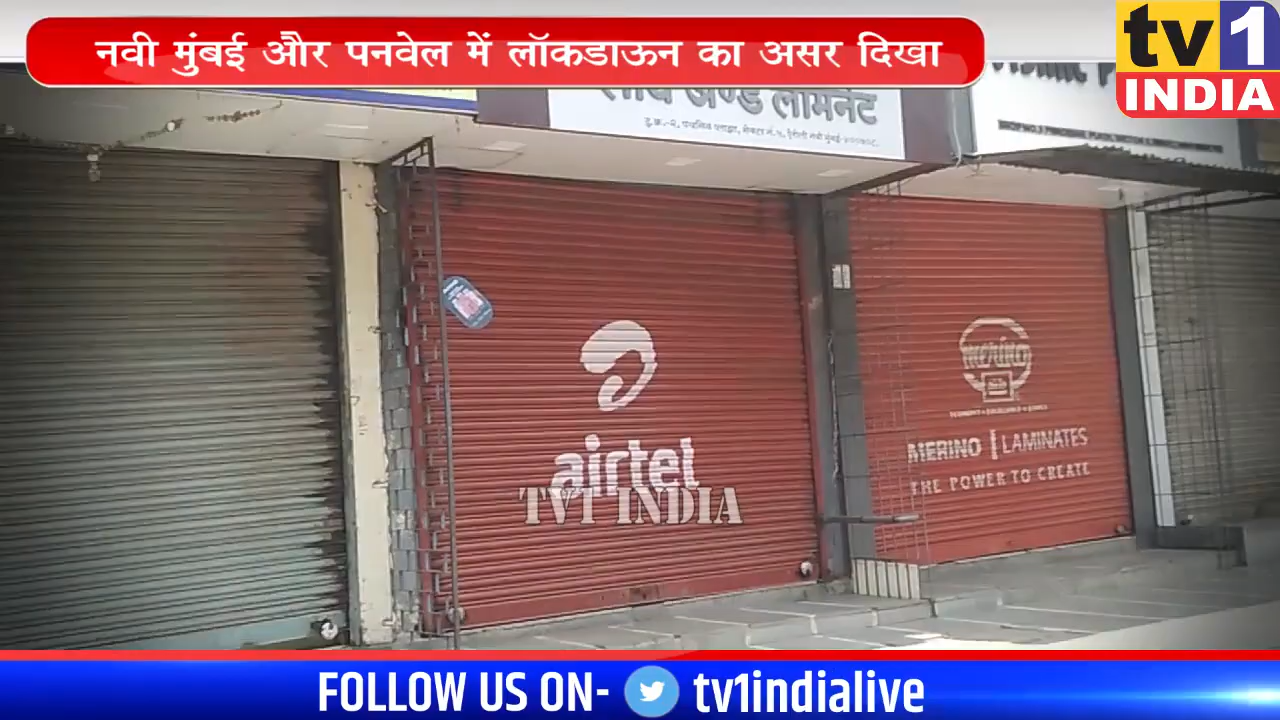 नवी मुंबई और पनवेल में लॉकडाऊन का असर दिखा
tv1
INDIA
अॅण्ड लॅमिनेट
airtel
TV1 INDIA
merino
MERINO | LAMINATES
THE POWER TO CREATE
FOLLOW US ON- tv1indialive